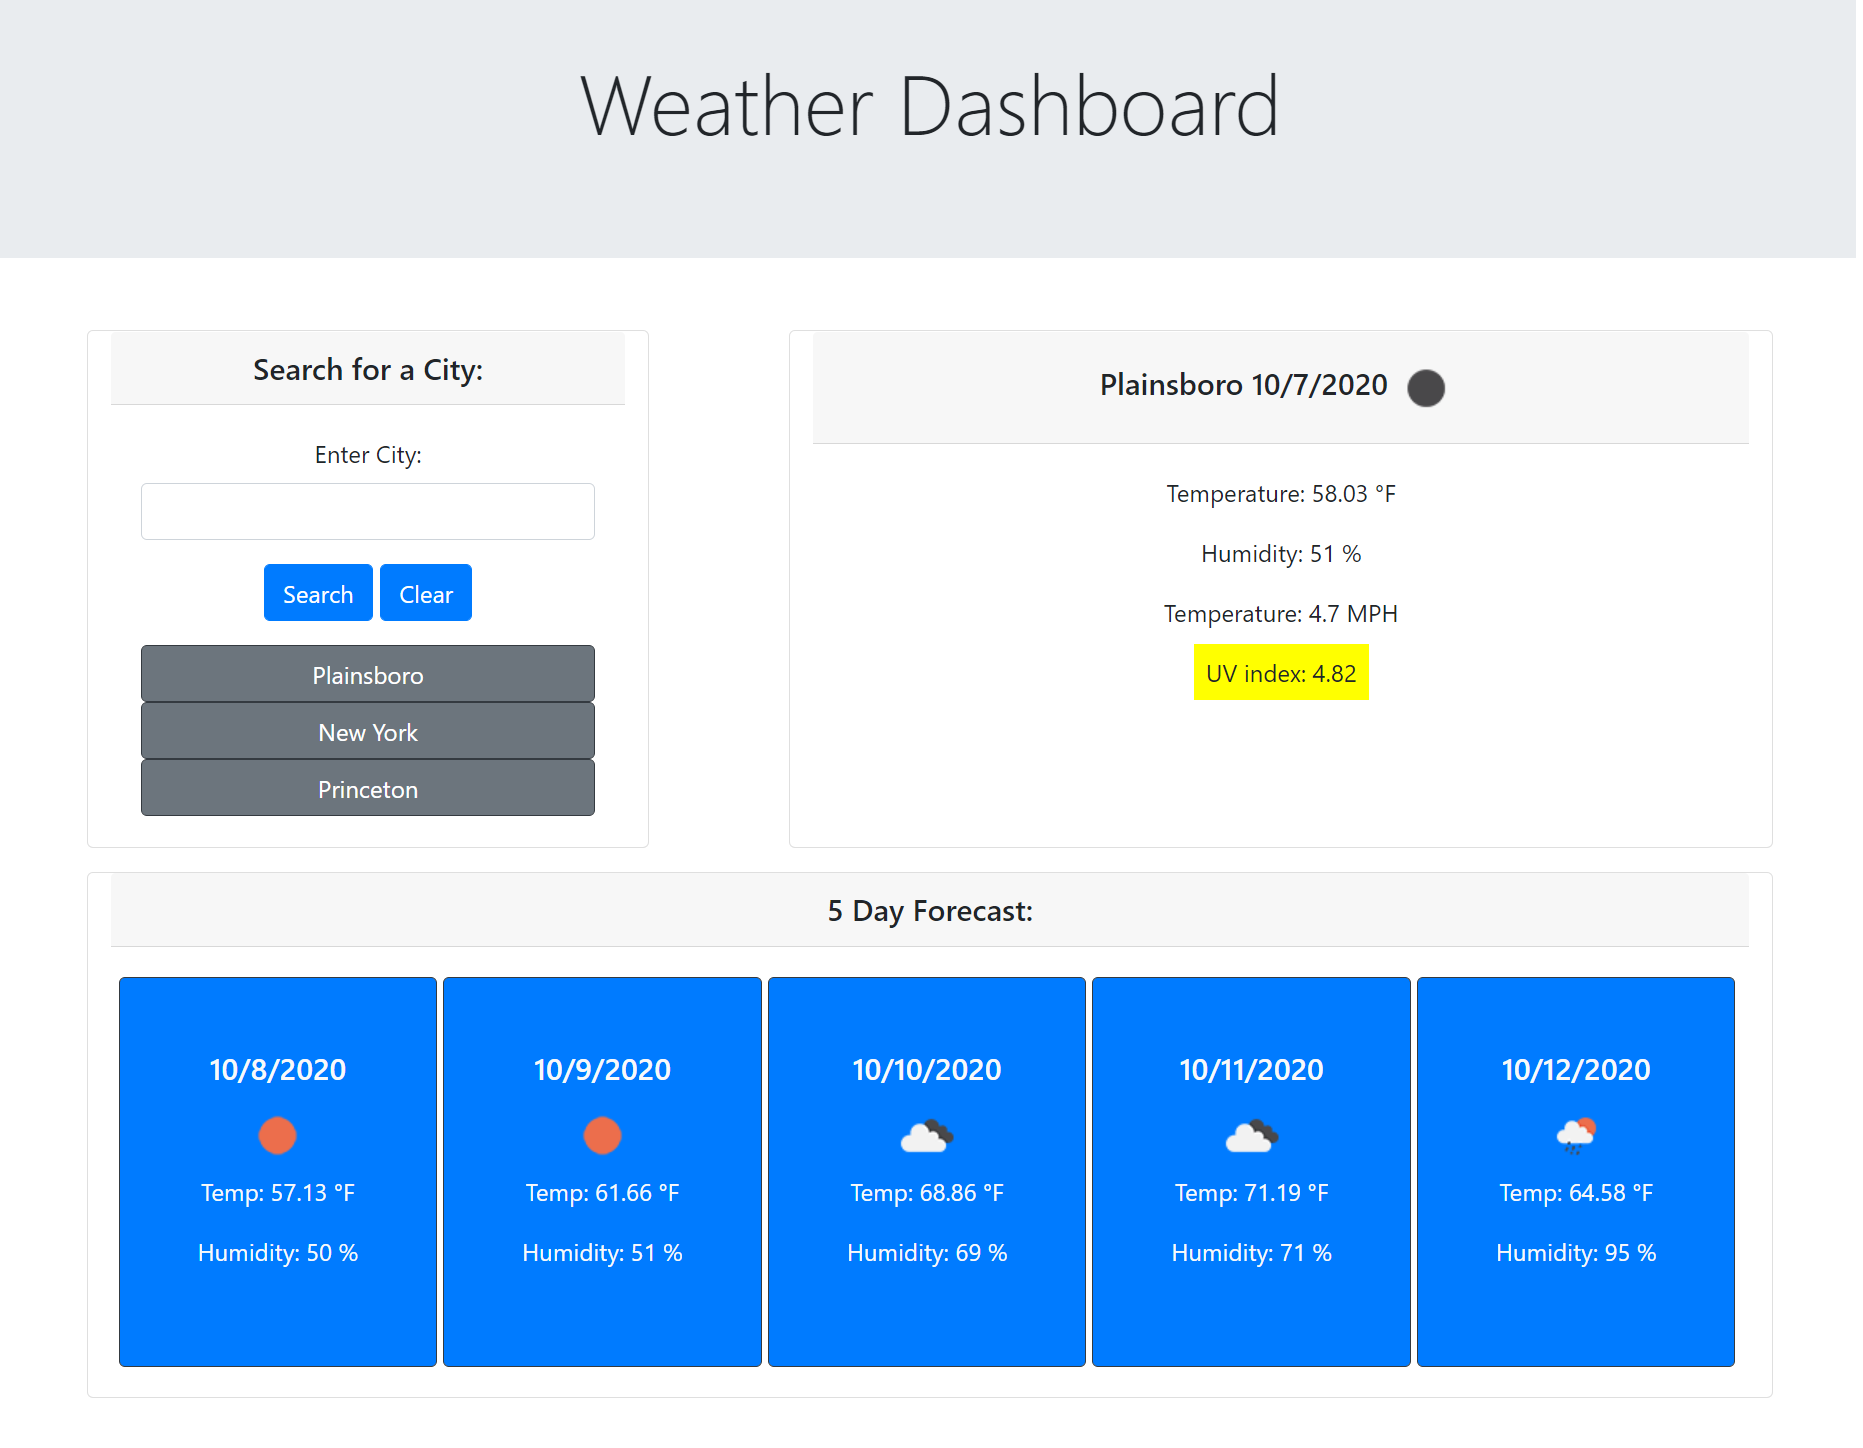 Weather Dashboard
Search for a City:
Enter City:
Search Clear
Plainsboro
New York
Princeton
Plainsboro 10/7/2020
Temperature: 58.03 °F
Humidity: 51 %
Temperature: 4.7 MPH
UV index: 4.82
5 Day Forecast:
10/8/2020
Temp: 57.13 °F
Humidity: 50 %
10/9/2020
Temp: 61.66 °F
Humidity: 51 %
10/10/2020
Temp: 68.86 °F
Humidity: 69 %
10/11/2020
Temp: 71.19 °F
Humidity: 71 %
10/12/2020
Temp: 64.58 °F
Humidity: 95 %